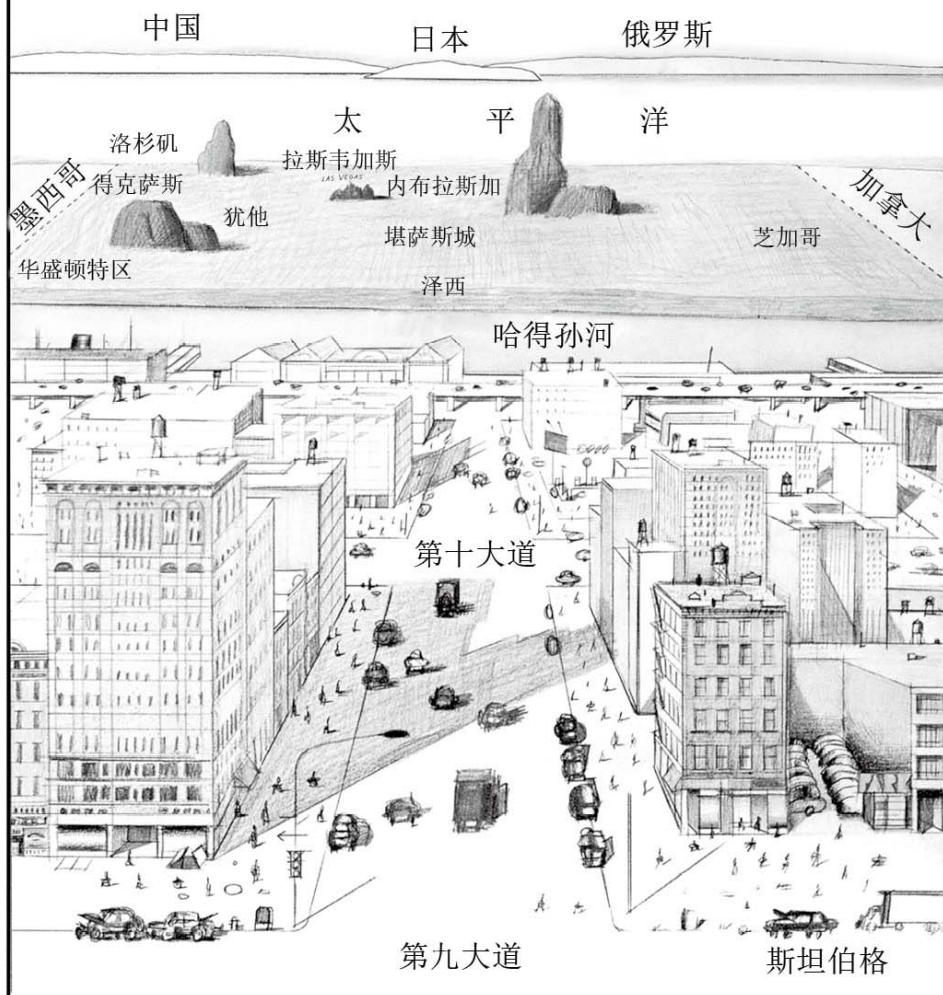 中国
日本
俄罗斯
太平洋
洛杉矶
拉斯韦加斯
LAS VEGAS
墨西哥
得克萨斯
内布拉斯加
加拿大
犹他
堪萨斯城
芝加哥
华盛顿特区
泽西
哈得孙河
第十大道
第九大道
斯坦伯格